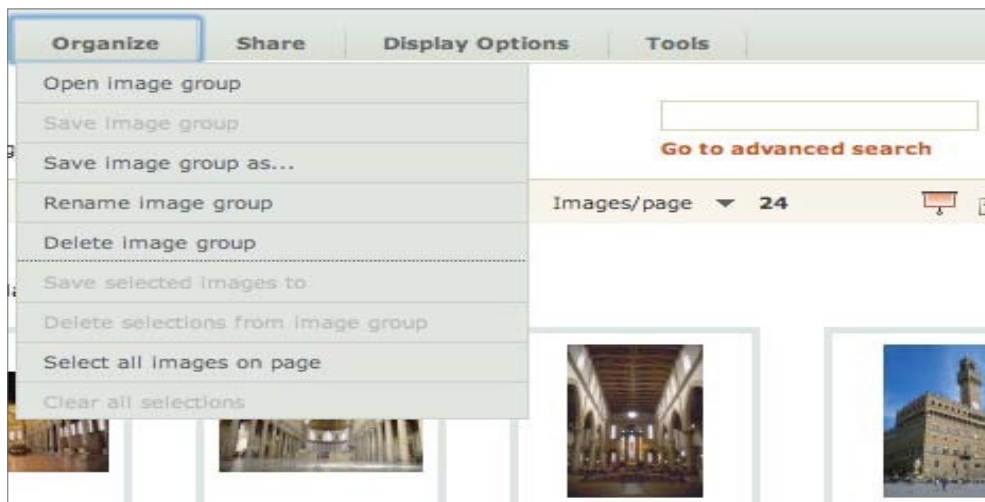 Organize Share Display Options Tools
Open image group
Save image group
Save image group as...
Rename image group
Delete image group
Save selected images to
Delete selections from image group
Select all images on page
Clear all selections
Go to advanced search
Images/page 24